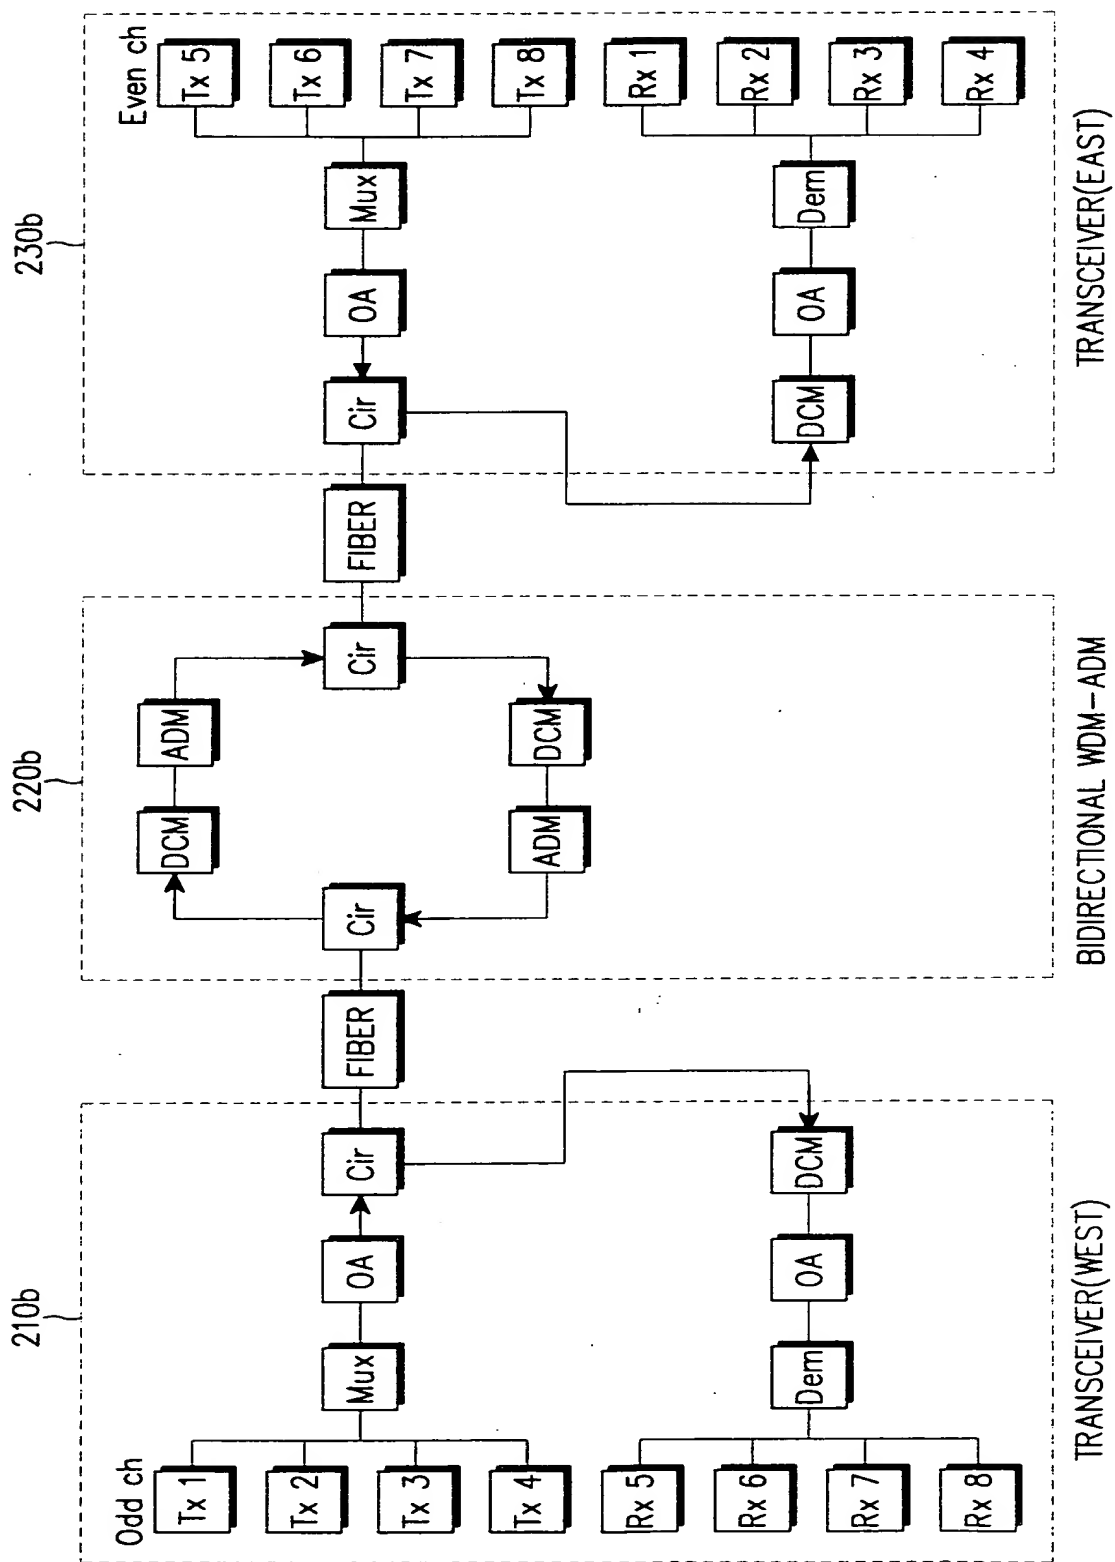 210b
220b
230b
Odd ch
Even ch
Tx 1
Tx 2
Tx 3
Tx 4
Mux
OA
Cir
FIBER
Rx 5
Rx 6
Rx 7
Rx 8
Dem
OA
DCM
Cir
DCM
ADM
ADM
DCM
Cir
FIBER
Cir
OA
Mux
Tx 5
Tx 6
Tx 7
Tx 8
DCM
OA
Dem
Rx 1
Rx 2
Rx 3
Rx 4
TRANSCEIVER(WEST)
BIDIRECTIONAL WDM-ADM
TRANSCEIVER(EAST)